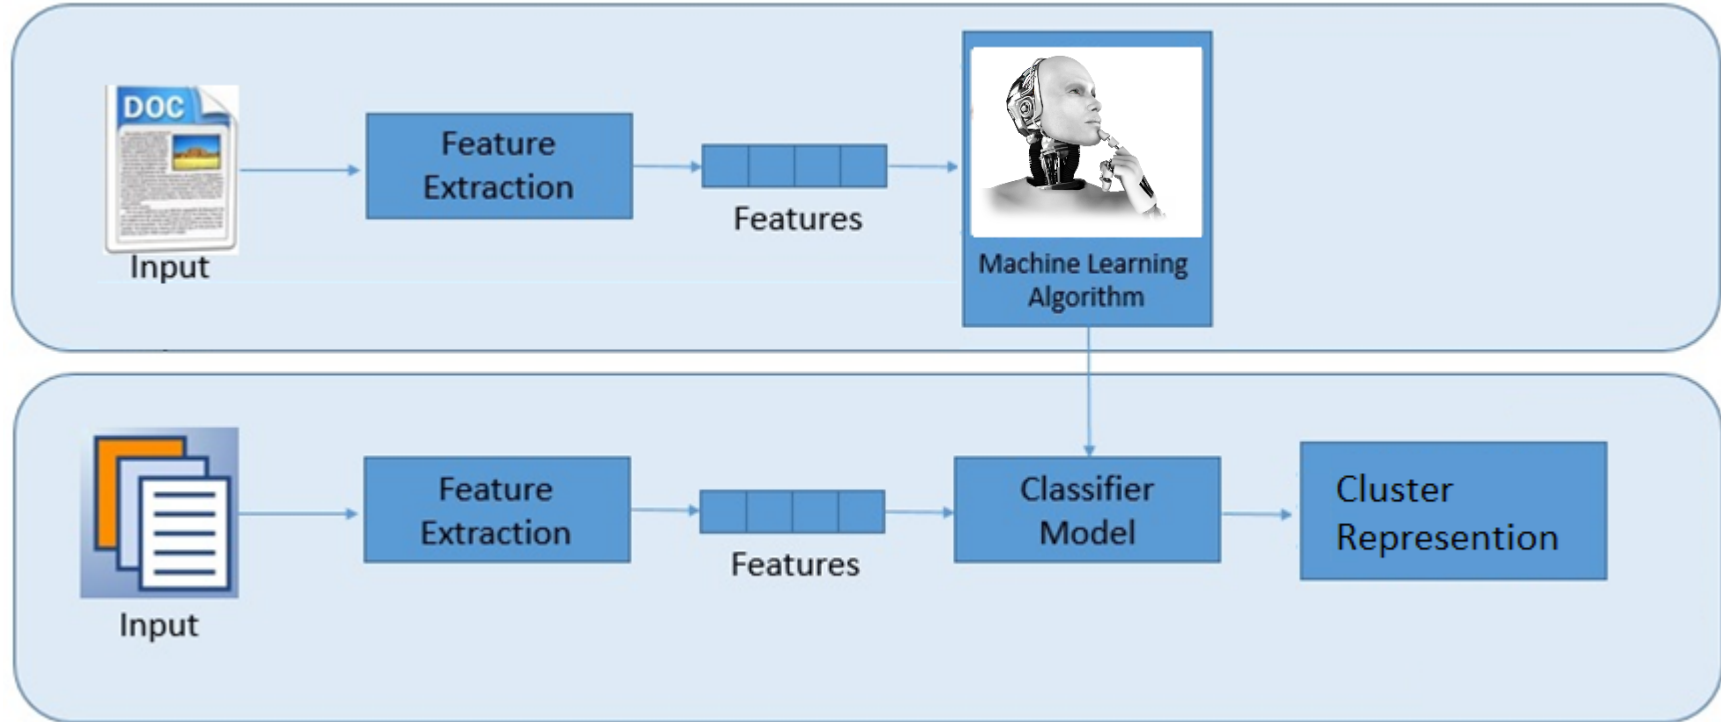 DOC
Input
Feature
Extraction
Features
Machine Learning
Algorithm
Input
Feature
Extraction
Features
Classifier
Model
Cluster
Represention